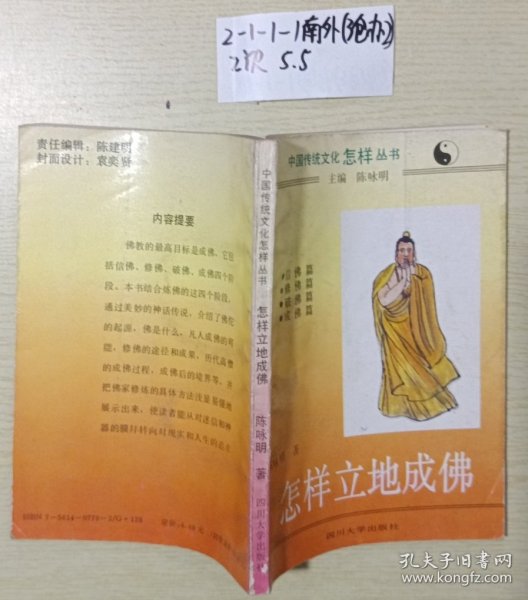 2-1-1-1南外
5.5
责任编辑：陈建明
封面设计：袁奕贤
内容提要
佛教的最高目标是成佛，它包
括信佛、修佛、破佛、成佛四个阶
段。本书结合炼佛的这四个阶段，
通过美妙的神话传说，介绍了佛陀
的起源，佛是什么，凡人成佛的可
能，修佛的途径和成果，历代高僧
的成佛过程，成佛后的境界等，并
把佛家修炼的具体方法浅显易懂地
展示出来，使读者能从对迷信和神
器的膜拜转向对现实和人生的追求
中国传统文化怎样丛书
怎样立地成佛
陈咏明 著
四川大学出版社
中国传统文化怎样丛书
主编 陈咏明
信佛篇
修佛篇
破佛篇
成佛篇
著
怎样立地成佛
四川大学出版社
孔夫子旧书网
www.kongfz.com